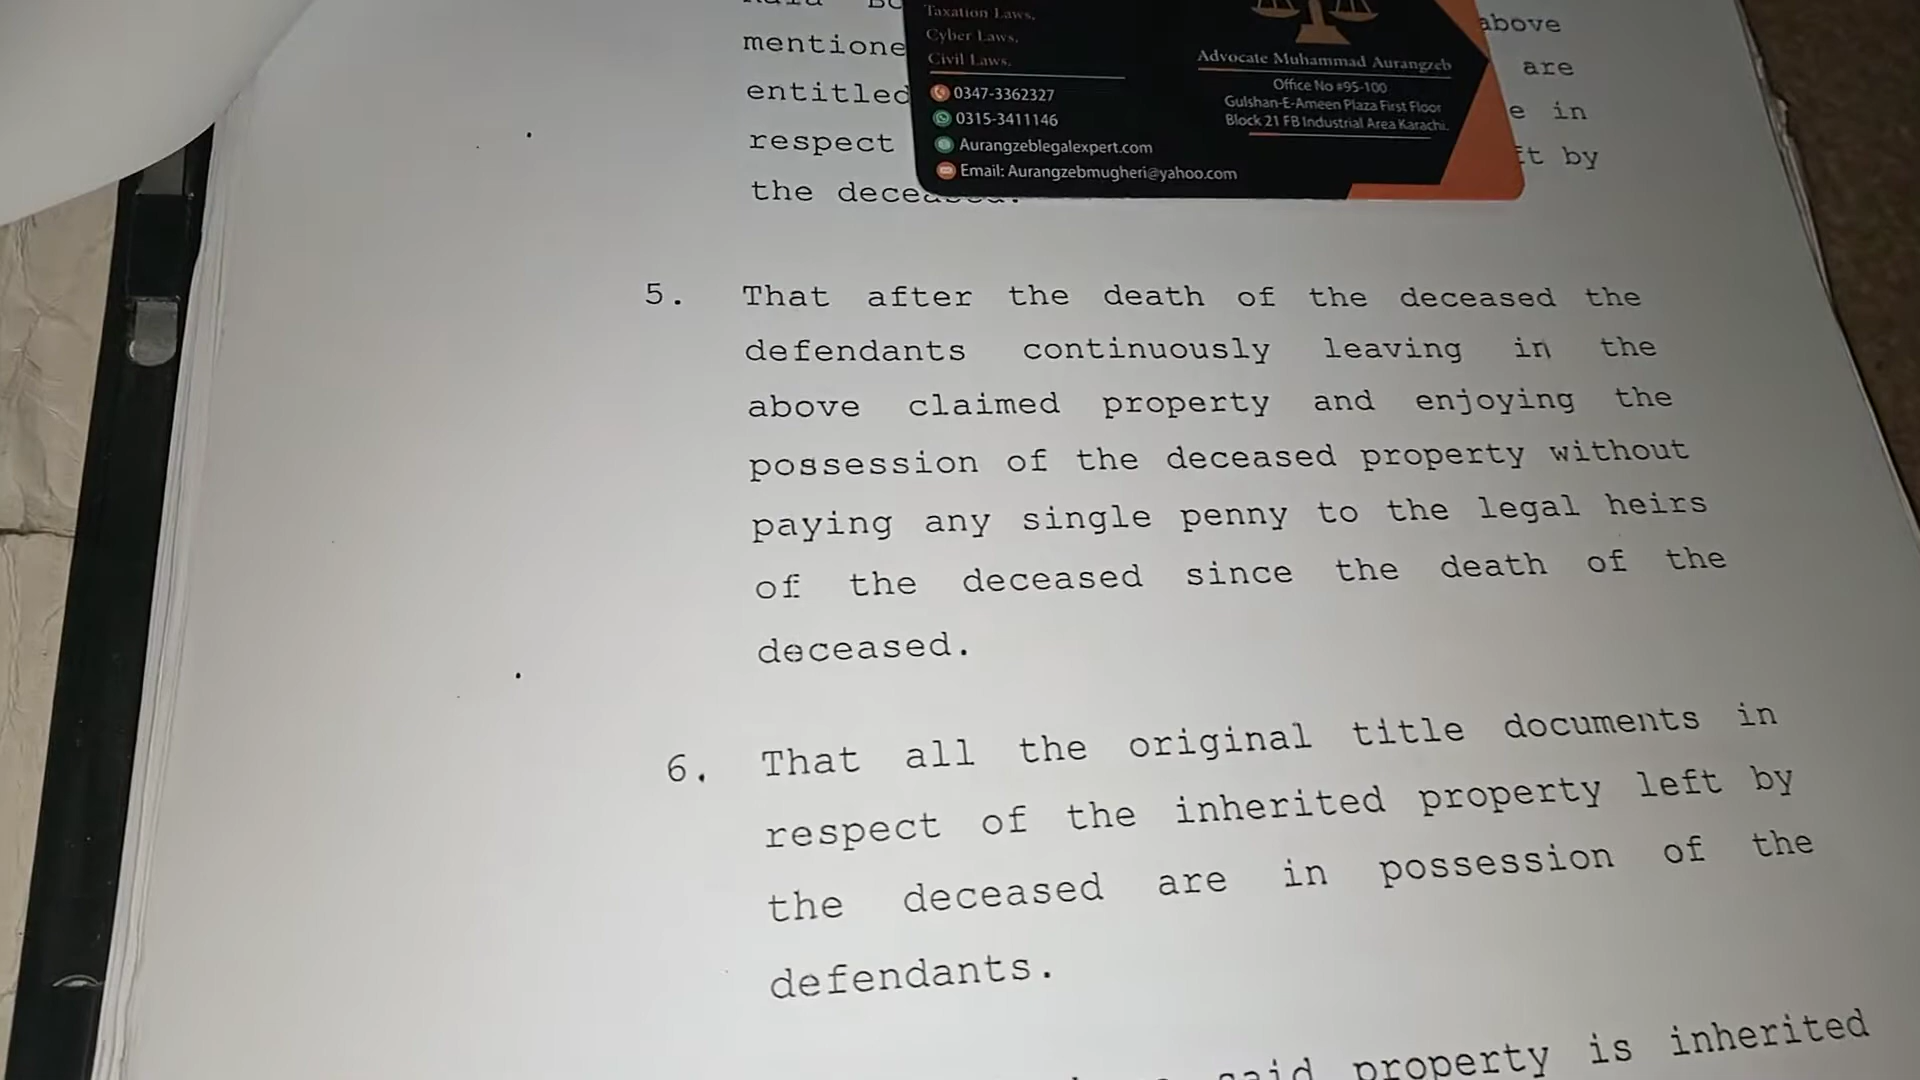 above
mentione
are
entitled
e in
respect
t by
the deceased.
Taxation Laws,
Cyber Laws,
Civil Laws,
0347-3362327
0315-3411146
Aurangzeblegalexpert.com
Email: Aurangzebmugheri@yahoo.com
Advocate Muhammad Aurangzeb
Office No #95-100
Gulshan-E-Ameen Plaza First Floor
Block 21 FB Industrial Area Karachi.
5. That after the death of the deceased the
defendants continuously leaving in the
above claimed property and enjoying the
possession of the deceased property without
paying any single penny to the legal heirs
of the deceased since the death of the
deceased.
6. That all the original title documents in
respect of the inherited property left by
the deceased are in possession of the
defendants.
said property is inherited